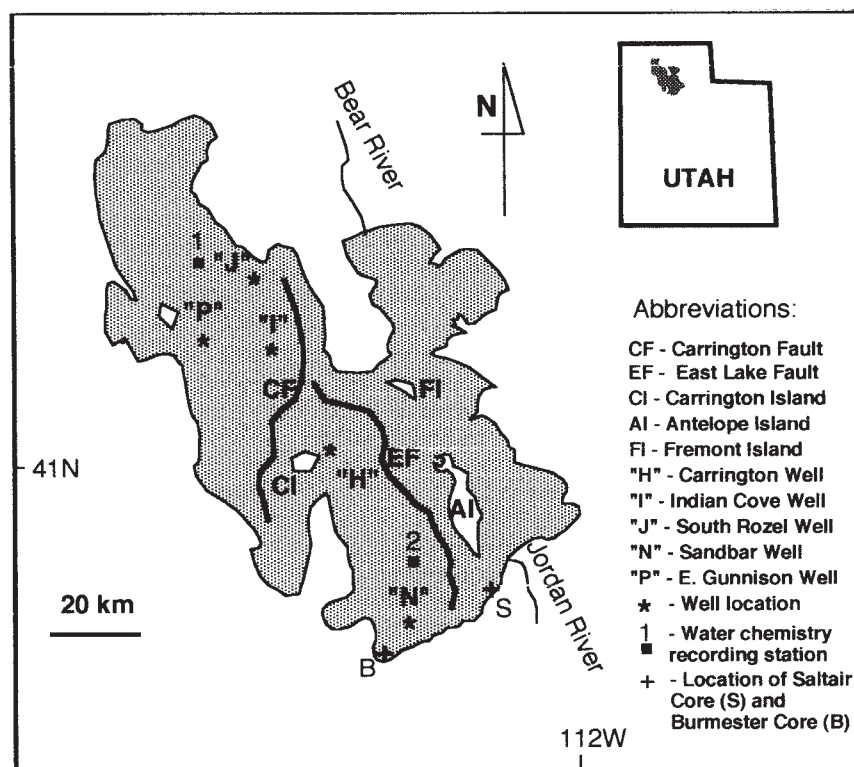 Bear River
N
UTAH
1
"J"
"P"
"I"
CF
FI
41N
CI
"H"
EF
AI
2
"N"
Jordan River
S
B
20 km
112W
Abbreviations:
CF - Carrington Fault
EF - East Lake Fault
CI - Carrington Island
AI - Antelope Island
FI - Fremont Island
"H" - Carrington Well
"I" - Indian Cove Well
"J" - South Rozel Well
"N" - Sandbar Well
"P" - E. Gunnison Well
* - Well location
1 - Water chemistry
■ recording station
+ - Location of Saltair
Core (S) and
Burmester Core (B)